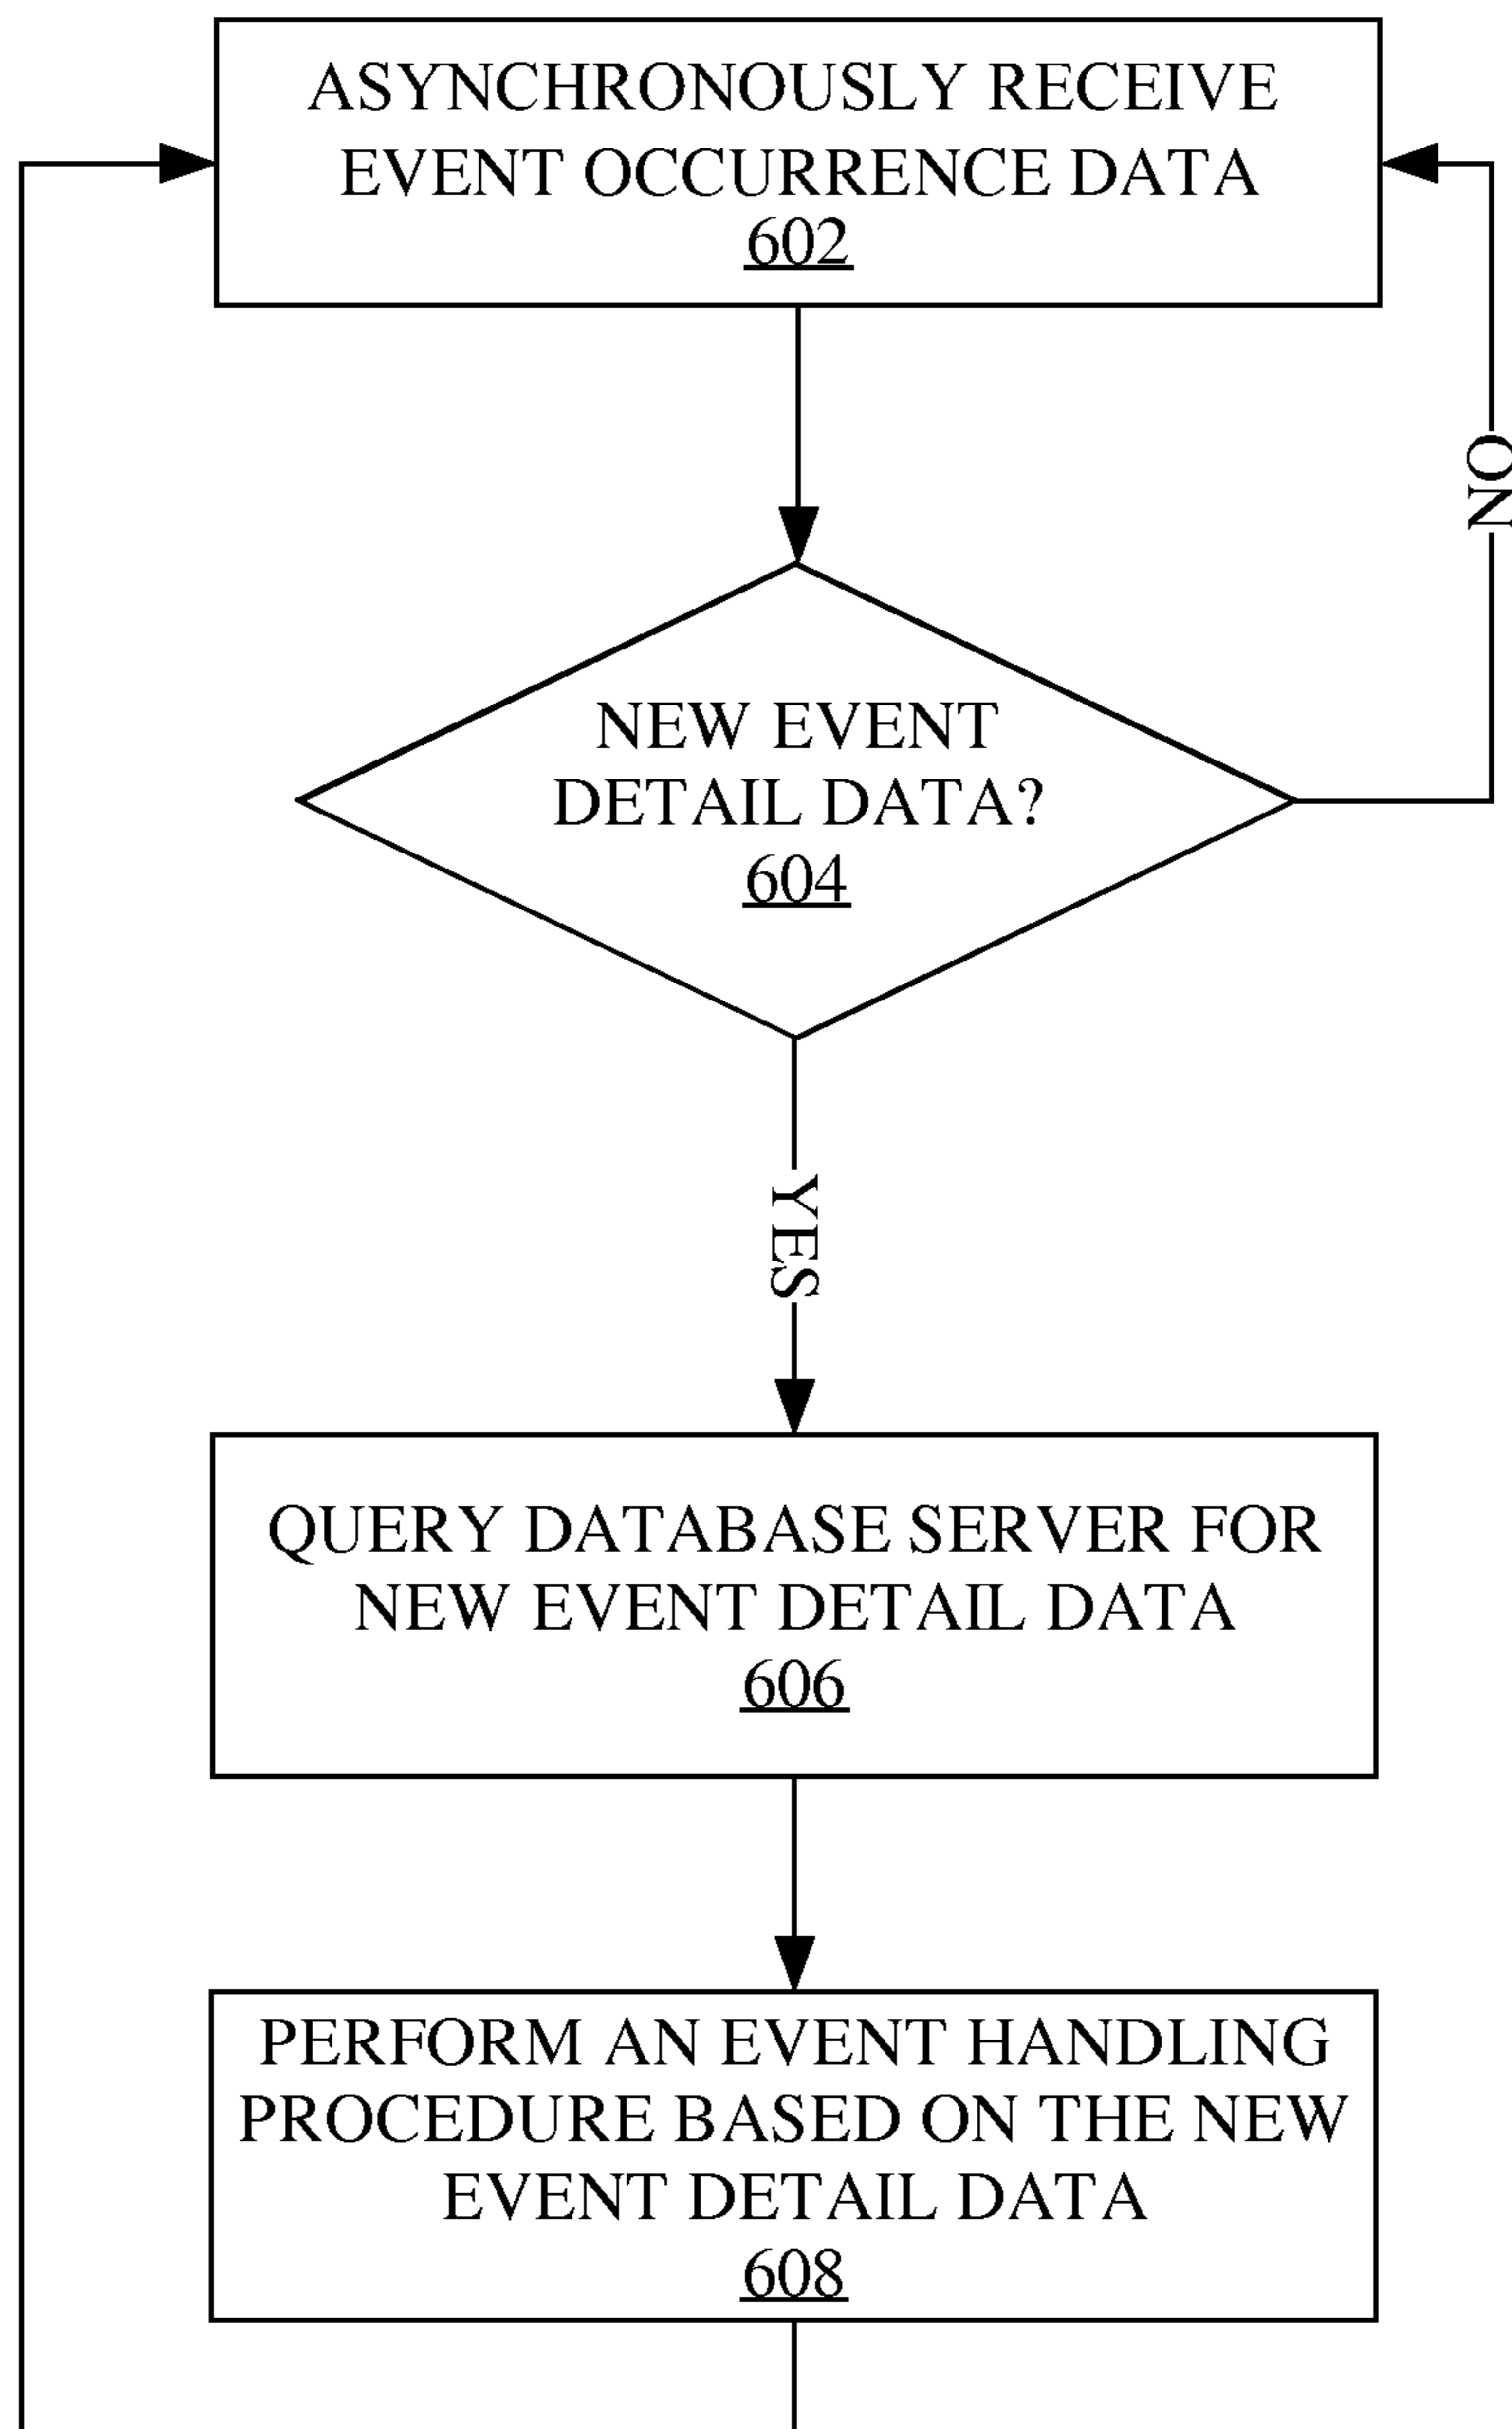 ASYNCHRONOUSLY RECEIVE
EVENT OCCURRENCE DATA
602
NO
NEW EVENT
DETAIL DATA?
604
YES
QUERY DATABASE SERVER FOR
NEW EVENT DETAIL DATA
606
PERFORM AN EVENT HANDLING
PROCEDURE BASED ON THE NEW
EVENT DETAIL DATA
608